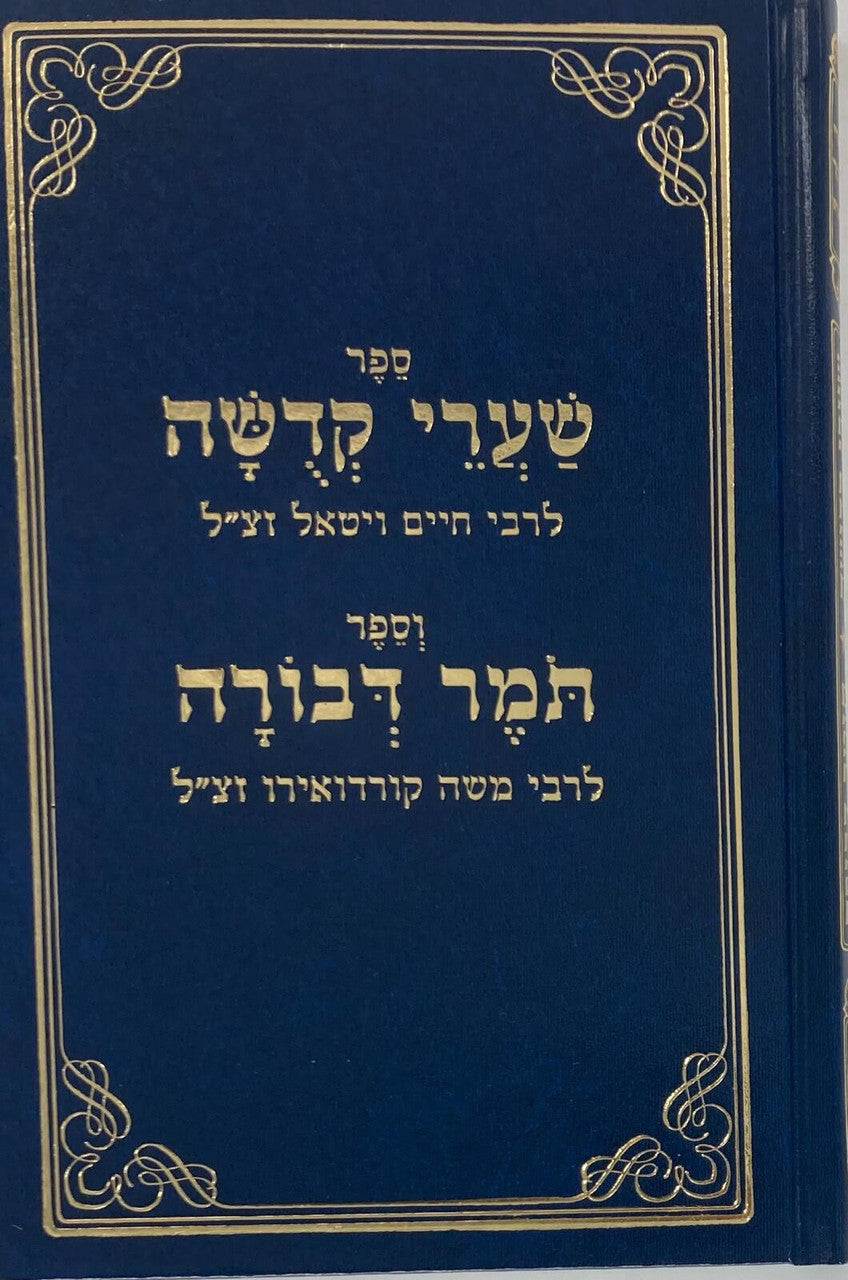 סֵפֶר
שַׁעֲרֵי קְדֻשָּׁה
לרבי חיים ויטאל זצ״ל
וְסֵפֶר
תֹּמֶר דְּבוֹרָה
לרבי משה קורדואירו זצ״ל